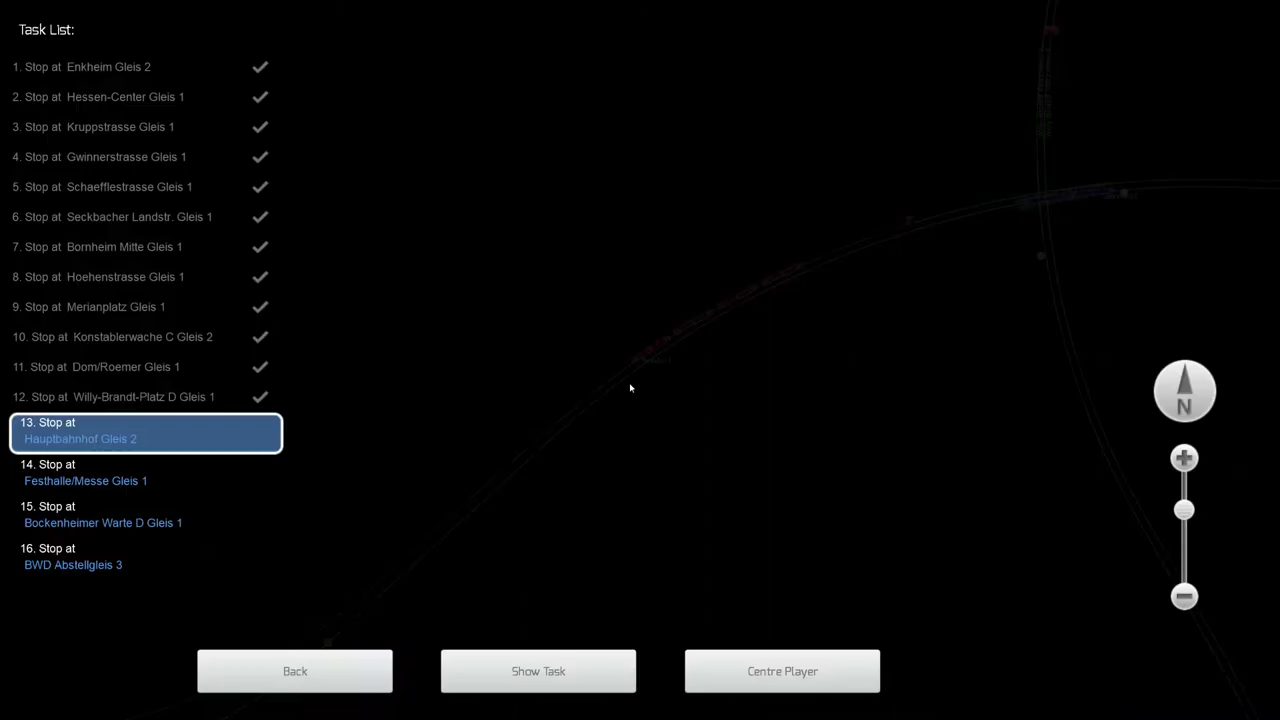 Task List:
1. Stop at Enkheim Gleis 2
2. Stop at Hessen-Center Gleis 1
3. Stop at Kruppstrasse Gleis 1
4. Stop at Gwinnerstrasse Gleis 1
5. Stop at Schaefflestrasse Gleis 1
6. Stop at Seckbacher Landstr. Gleis 1
7. Stop at Bornheim Mitte Gleis 1
8. Stop at Hoehenstrasse Gleis 1
9. Stop at Merianplatz Gleis 1
10. Stop at Konstablerwache C Gleis 2
11. Stop at Dom/Roemer Gleis 1
12. Stop at Willy-Brandt-Platz D Gleis 1
13. Stop at
Hauptbahnhof Gleis 2
14. Stop at
Festhalle/Messe Gleis 1
15. Stop at
Bockenheimer Warte D Gleis 1
16. Stop at
BWD Abstellgleis 3
N
Back
Show Task
Centre Player